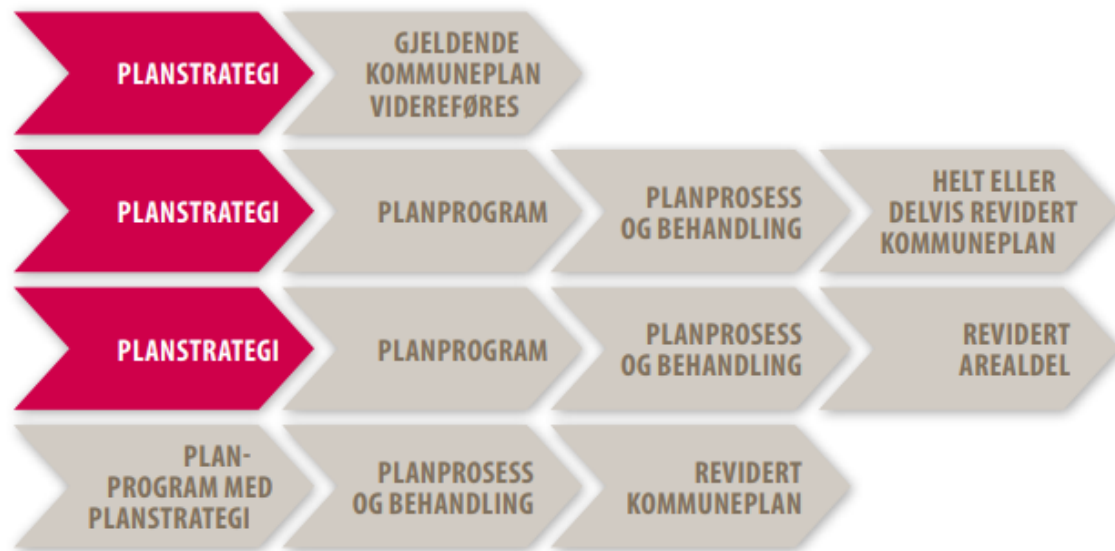 PLANSTRATEGI
GJELDENDE
KOMMUNEPLAN
VIDEREFØRES
PLANSTRATEGI
PLANPROGRAM
PLANPROSESS
OG BEHANDLING
HELT ELLER
DELVIS REVIDERT
KOMMUNEPLAN
PLANSTRATEGI
PLANPROGRAM
PLANPROSESS
OG BEHANDLING
REVIDERT
AREALDEL
PLAN-
PROGRAM MED
PLANSTRATEGI
PLANPROSESS
OG BEHANDLING
REVIDERT
KOMMUNEPLAN